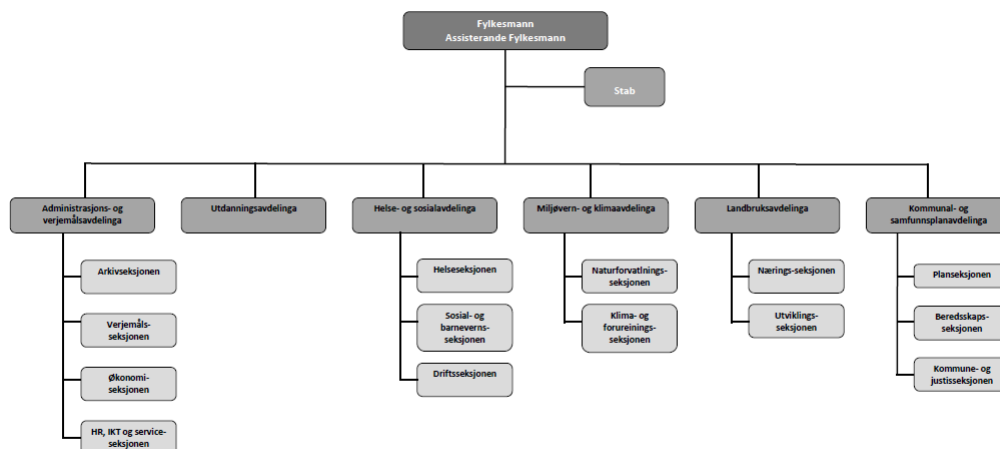 Fylkesmann
Assisterande Fylkesmann
Stab
Administrasjons- og
verjemålsavdelinga
Utdanningsavdelinga
Helse- og sosialavdelinga
Miljøvern- og klimaavdelinga
Landbruksavdelinga
Kommunal- og
samfunnsplanavdelinga
Arkivseksjonen
Verjemåls-
seksjonen
Økonomi-
seksjonen
HR, IKT og service-
seksjonen
Helseseksjonen
Sosial- og
barneverns-
seksjonen
Driftsseksjonen
Naturforvatlnings-
seksjonen
Klima- og
forureinings-
seksjonen
Nærings-seksjonen
Utviklings-
seksjonen
Planseksjonen
Beredsskaps-
seksjonen
Kommune- og
justisseksjonen